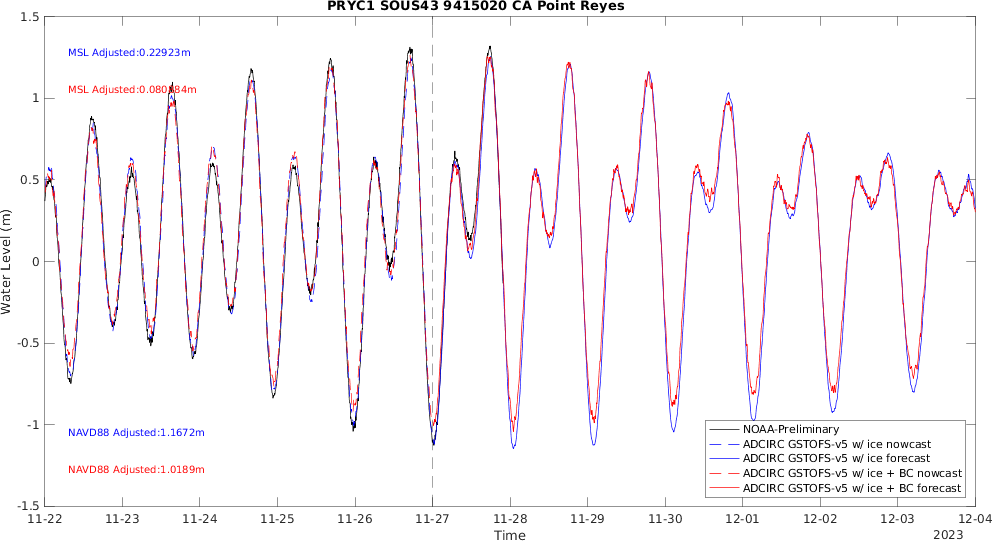 PRYC1 SOUS43 9415020 CA Point Reyes
1.5
1
0.5
0
-0.5
-1
-1.5
Water Level (m)
MSL Adjusted:0.22923m
MSL Adjusted:0.080184m
NAVD88 Adjusted:1.1672m
NAVD88 Adjusted:1.0189m
NOAA-Preliminary
ADCIRC GSTOFS-v5 w/ ice nowcast
ADCIRC GSTOFS-v5 w/ ice forecast
ADCIRC GSTOFS-v5 w/ ice + BC nowcast
ADCIRC GSTOFS-v5 w/ ice + BC forecast
11-22 11-23 11-24 11-25 11-26 11-27 11-28 11-29 11-30 12-01 12-02 12-03 12-04
Time
2023